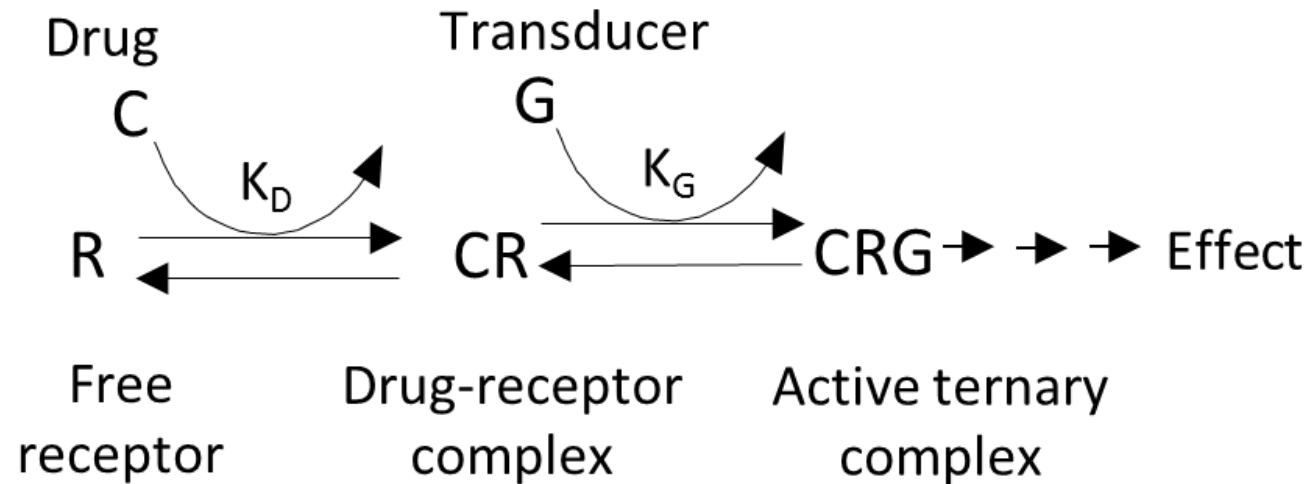 Drug
Transducer
C
G
K_D
K_G
R
CR
CRG
Effect
Free
receptor
Drug-receptor
complex
Active ternary
complex